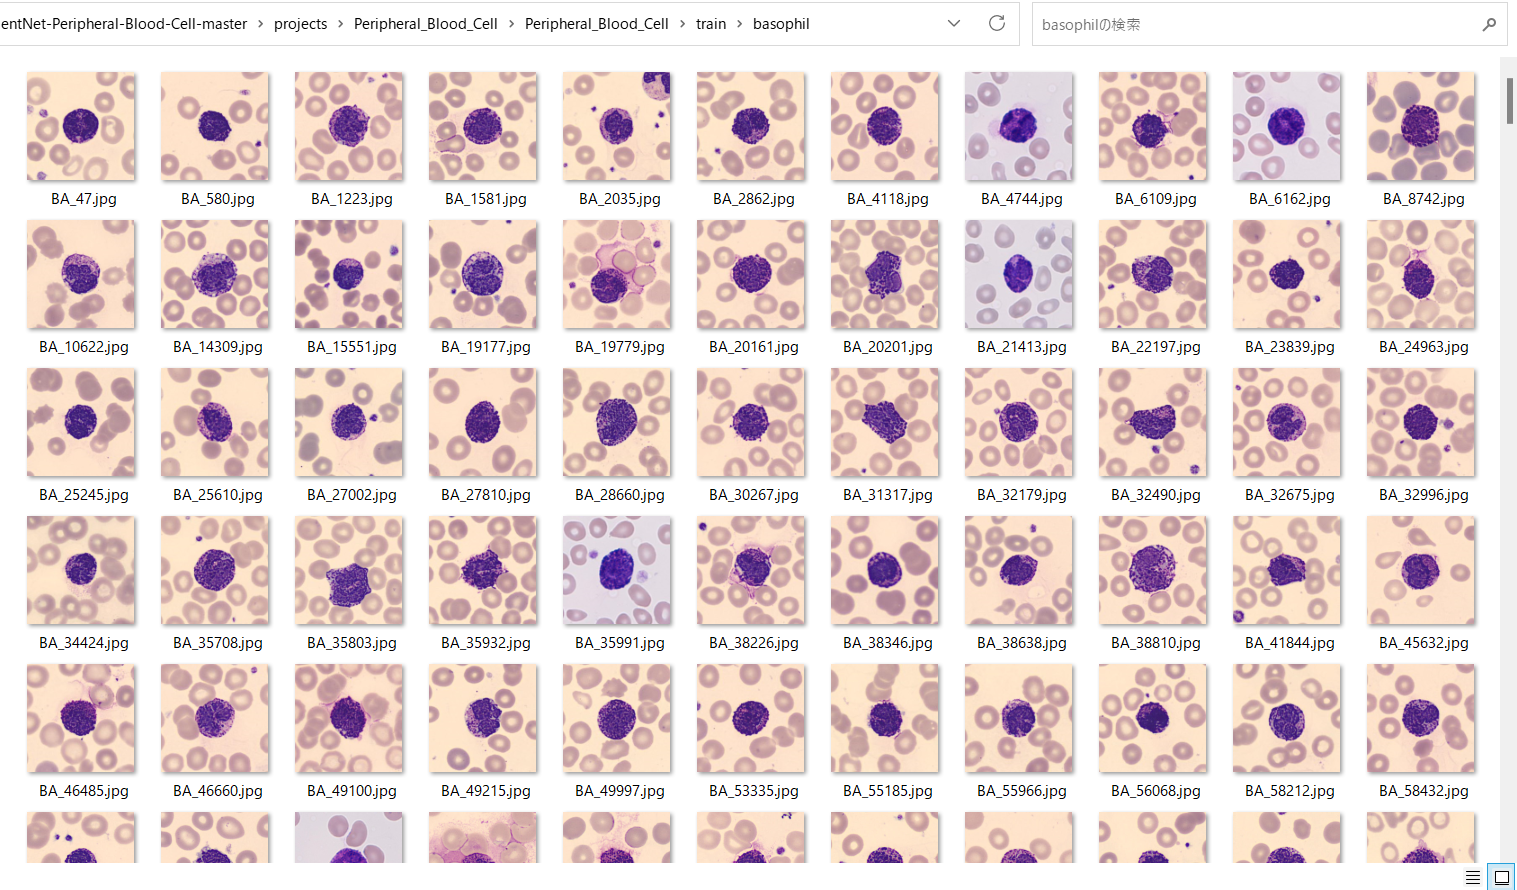 entNet-Peripheral-Blood-Cell-master > projects > Peripheral_Blood_Cell > Peripheral_Blood_Cell > train > basophil
basophilの検索
BA_47.jpg BA_580.jpg BA_1223.jpg BA_1581.jpg BA_2035.jpg BA_2862.jpg BA_4118.jpg BA_4744.jpg BA_6109.jpg BA_6162.jpg BA_8742.jpg
BA_10622.jpg BA_14309.jpg BA_15551.jpg BA_19177.jpg BA_19779.jpg BA_20161.jpg BA_20201.jpg BA_21413.jpg BA_22197.jpg BA_23839.jpg BA_24963.jpg
BA_25245.jpg BA_25610.jpg BA_27002.jpg BA_27810.jpg BA_28660.jpg BA_30267.jpg BA_31317.jpg BA_32179.jpg BA_32490.jpg BA_32675.jpg BA_32996.jpg
BA_34424.jpg BA_35708.jpg BA_35803.jpg BA_35932.jpg BA_35991.jpg BA_38226.jpg BA_38346.jpg BA_38638.jpg BA_38810.jpg BA_41844.jpg BA_45632.jpg
BA_46485.jpg BA_46660.jpg BA_49100.jpg BA_49215.jpg BA_49997.jpg BA_53335.jpg BA_55185.jpg BA_55966.jpg BA_56068.jpg BA_58212.jpg BA_58432.jpg